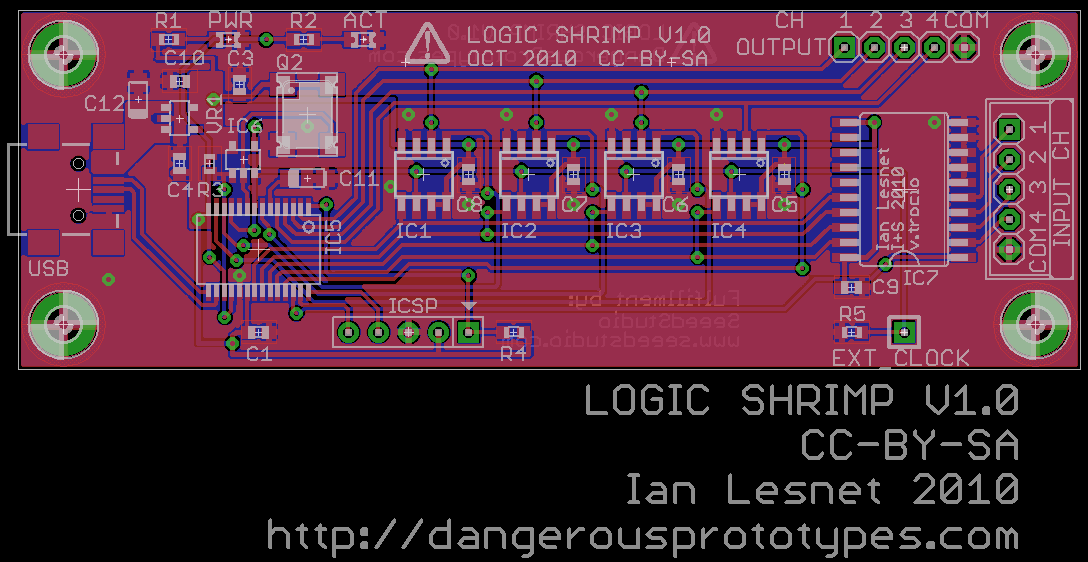 R1 PWR R2 ACT
CH 1 2 3 4 COM
LOGIC SHRIMP V1.0
OUTPUT
OCT 2010 CC-BY-SA
C10 C3 Q2
C12
VR1
IC6
C4 R3
C11
C8 C7 C6 C5
IC1 IC2 IC3 IC4
IC5
Ian Lesnet
I+S 2010
v.trocio
INPUT CH
1
2
3
4
COM
USB
IC7
C9
ICSP
Fulfillment by:
SeeedStudio
www.seeedstudio.com
C1
R4
R5
EXT_CLOCK
LOGIC SHRIMP V1.0
CC-BY-SA
Ian Lesnet 2010
http://dangerousprototypes.com